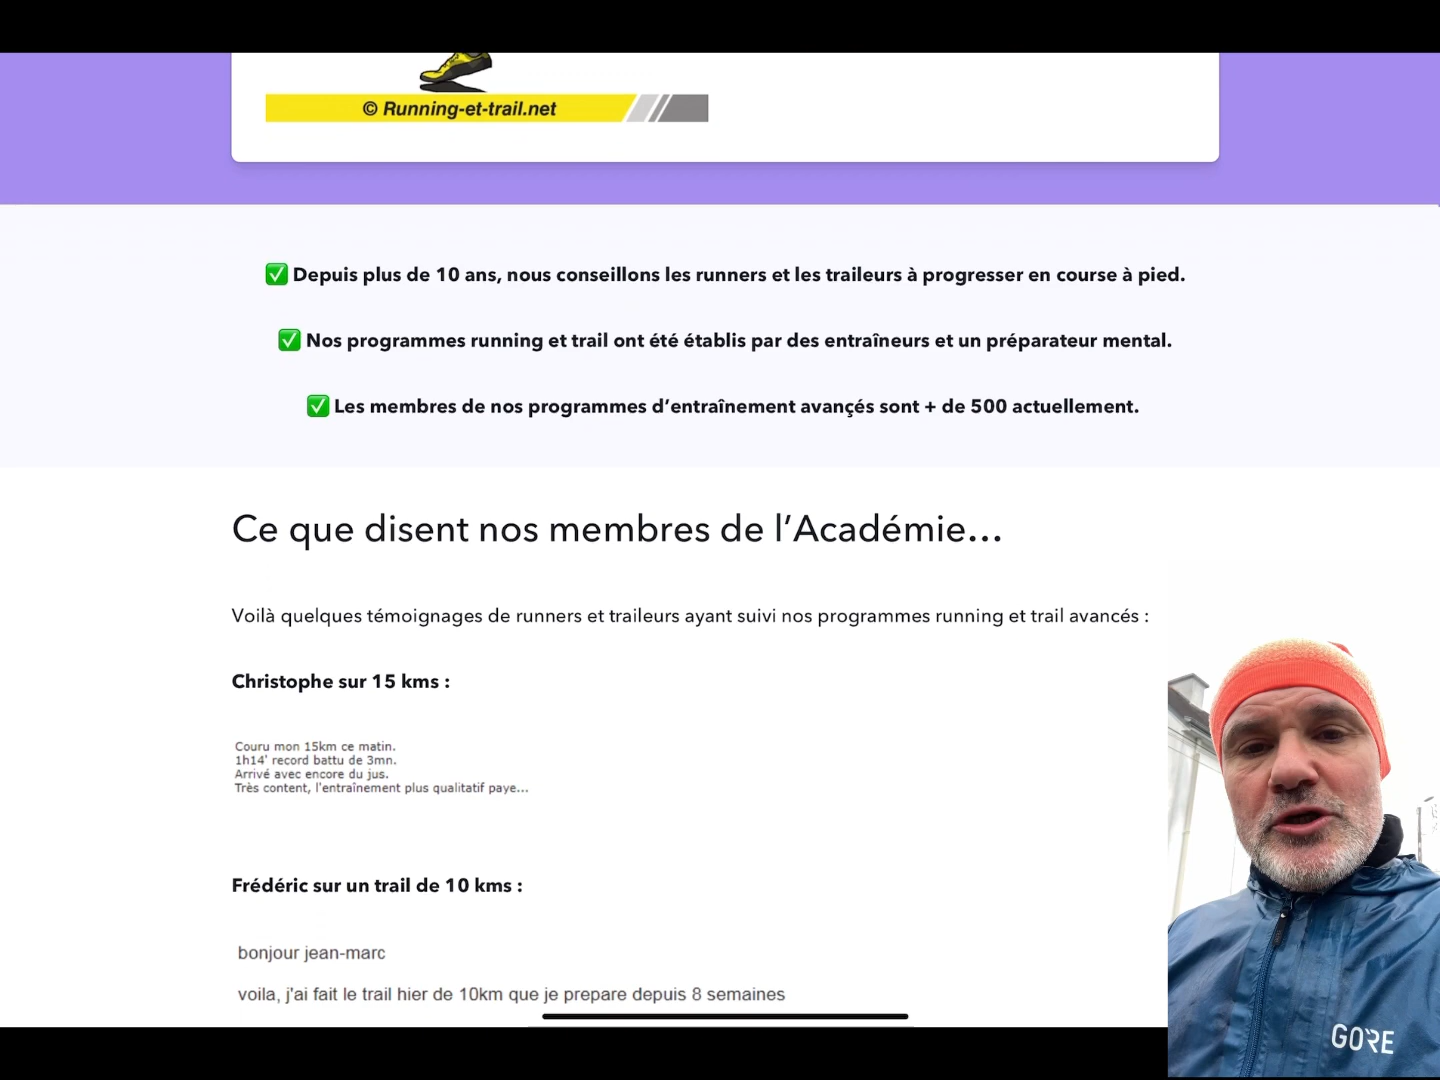 © Running-et-trail.net
✅ Depuis plus de 10 ans, nous conseillons les runners et les traileurs à progresser en course à pied.
✅ Nos programmes running et trail ont été établis par des entraîneurs et un préparateur mental.
✅ Les membres de nos programmes d’entraînement avançés sont + de 500 actuellement.
Ce que disent nos membres de l’Académie…
Voilà quelques témoignages de runners et traileurs ayant suivi nos programmes running et trail avancés :
Christophe sur 15 kms :
Couru mon 15km ce matin.
1h14' record battu de 3mn.
Arrivé avec encore du jus.
Très content, l'entraînement plus qualitatif paye...
Frédéric sur un trail de 10 kms :
bonjour jean-marc
voila, j'ai fait le trail hier de 10km que je prepare depuis 8 semaines
GORE